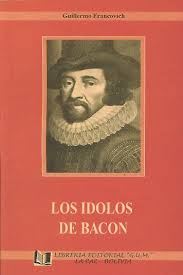 Guillermo Francovich
LOS IDOLOS
DE BACON
LIBRERIA EDITORIAL "G.U.M."
LA PAZ - BOLIVIA